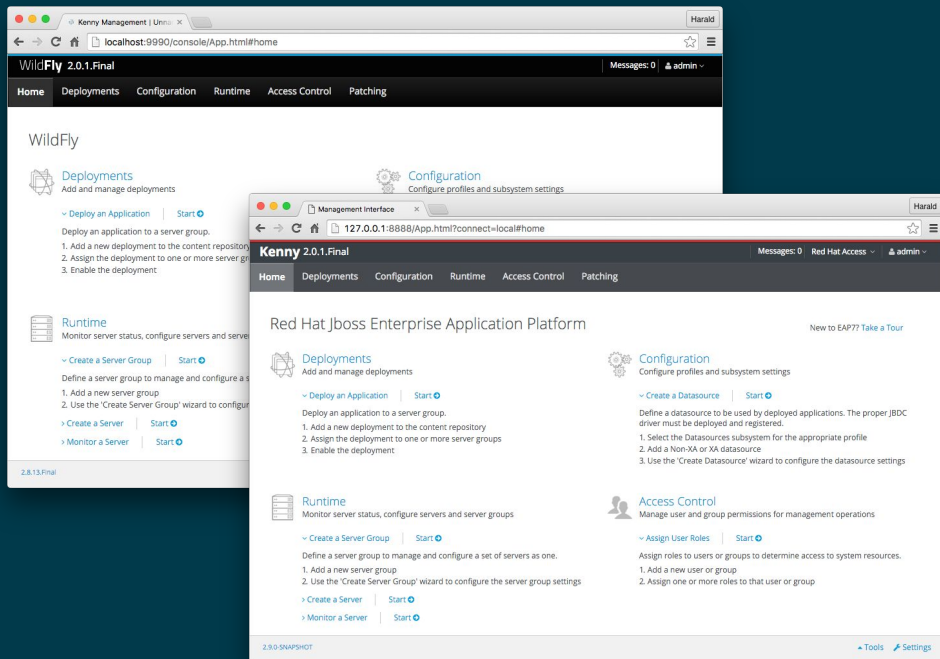 Kenny Management | Unna
Harald
localhost:9990/console/App.html#home
WildFly 2.0.1.Final
Messages: 0 admin
Home Deployments Configuration Runtime Access Control Patching
WildFly
Deployments
Add and manage deployments
Deploy an Application Start
Deploy an application to a server group.
1. Add a new deployment to the content repository
2. Assign the deployment to one or more server gr
3. Enable the deployment
Configuration
Configure profiles and subsystem settings
Runtime
Monitor server status, configure servers and serve
Create a Server Group Start
Define a server group to manage and configure a s
1. Add a new server group
2. Use the 'Create Server Group' wizard to configur
Create a Server Start
Monitor a Server Start
2.8.13.Final
Management Interface
Harald
127.0.0.1:8888/App.html?connect=local#home
Kenny 2.0.1.Final
Messages: 0 Red Hat Access admin
Home Deployments Configuration Runtime Access Control Patching
Red Hat Jboss Enterprise Application Platform
New to EAP7? Take a Tour
Deployments
Add and manage deployments
Deploy an Application Start
Deploy an application to a server group.
1. Add a new deployment to the content repository
2. Assign the deployment to one or more server groups
3. Enable the deployment
Configuration
Configure profiles and subsystem settings
Create a Datasource Start
Define a datasource to be used by deployed applications. The proper JBDC
driver must be deployed and registered.
1. Select the Datasources subsystem for the appropriate profile
2. Add a Non-XA or XA datasource
3. Use the 'Create Datasource' wizard to configure the datasource settings
Runtime
Monitor server status, configure servers and server groups
Create a Server Group Start
Define a server group to manage and configure a set of servers as one.
1. Add a new server group
2. Use the 'Create Server Group' wizard to configure the server group settings
Create a Server Start
Monitor a Server Start
Access Control
Manage user and group permissions for management operations
Assign User Roles Start
Assign roles to users or groups to determine access to system resources.
1. Add a new user or group
2. Assign one or more roles to that user or group
2.9.0-SNAPSHOT
Tools Settings